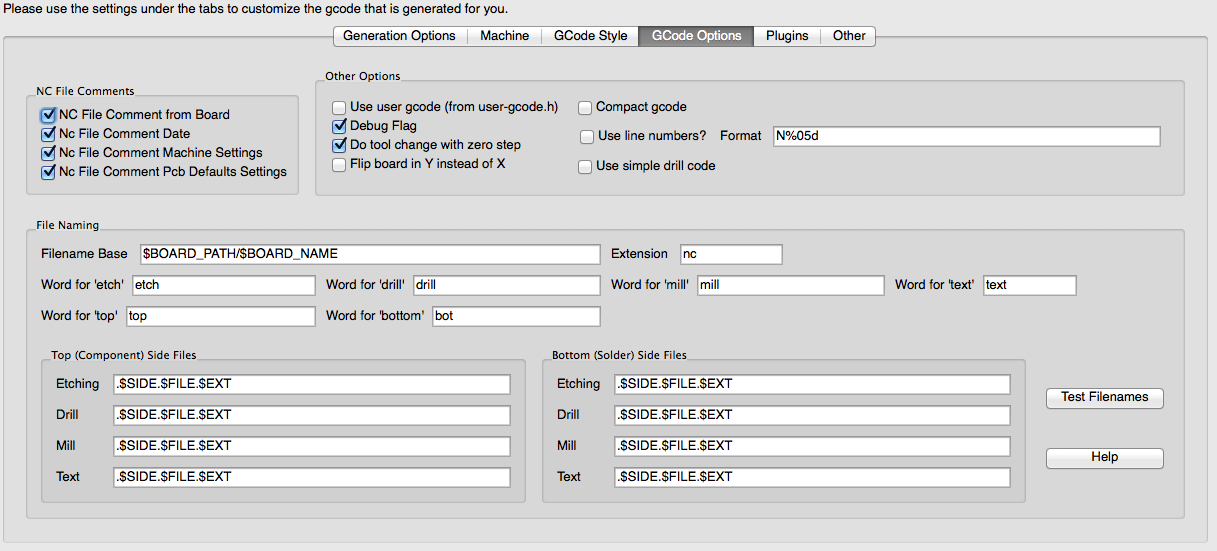 Please use the settings under the tabs to customize the gcode that is generated for you.
Generation Options Machine GCode Style GCode Options Plugins Other
NC File Comments
NC File Comment from Board
Nc File Comment Date
Nc File Comment Machine Settings
Nc File Comment Pcb Defaults Settings
Other Options
Use user gcode (from user-gcode.h) Compact gcode
Debug Flag
Use line numbers? Format N%05d
Do tool change with zero step
Flip board in Y instead of X Use simple drill code
File Naming
Filename Base $BOARD_PATH/$BOARD_NAME Extension nc
Word for 'etch' etch Word for 'drill' drill Word for 'mill' mill Word for 'text' text
Word for 'top' top Word for 'bottom' bot
Top (Component) Side Files
Etching .$SIDE.$FILE.$EXT
Drill .$SIDE.$FILE.$EXT
Mill .$SIDE.$FILE.$EXT
Text .$SIDE.$FILE.$EXT
Bottom (Solder) Side Files
Etching .$SIDE.$FILE.$EXT
Drill .$SIDE.$FILE.$EXT
Mill .$SIDE.$FILE.$EXT
Text .$SIDE.$FILE.$EXT
Test Filenames
Help